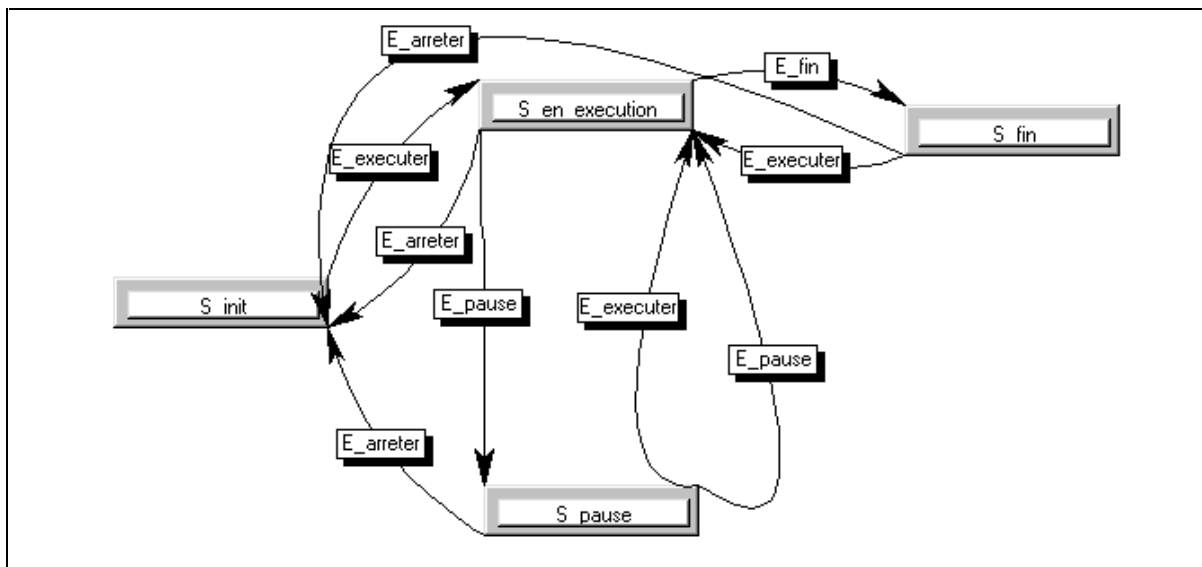 E_arreter
E_fin
S_en_execution
S_fin
E_executer
E_executer
E_arreter
S_init
E_pause
E_executer
E_pause
E_arreter
S_pause